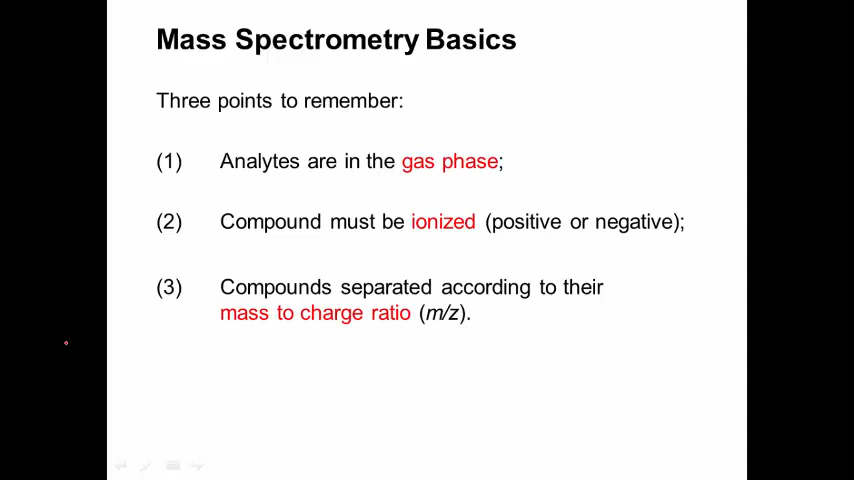 Mass Spectrometry Basics
Three points to remember:
(1) Analytes are in the gas phase;
(2) Compound must be ionized (positive or negative);
(3) Compounds separated according to their
mass to charge ratio (m/z).